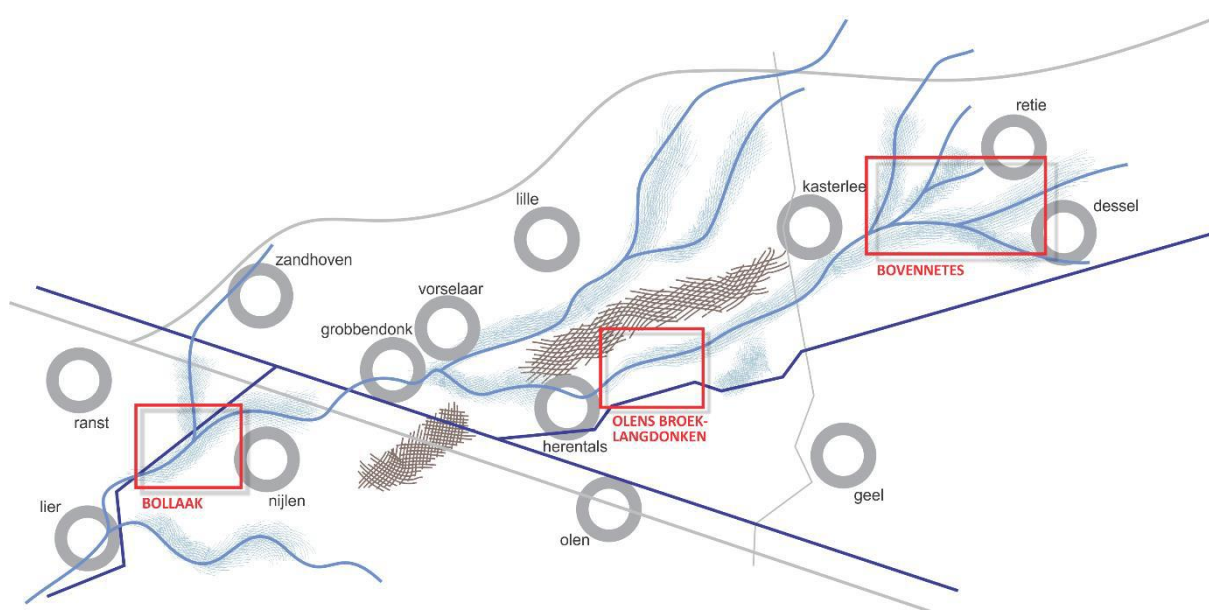 retie
kasterlee
dessel
lille
BOVENNETES
zandhoven
vorselaar
grobbendonk
ranst
OLENS BROEK-
LANGDONKEN
herentals
BOLLAAK
nijlen
geel
lier
olen